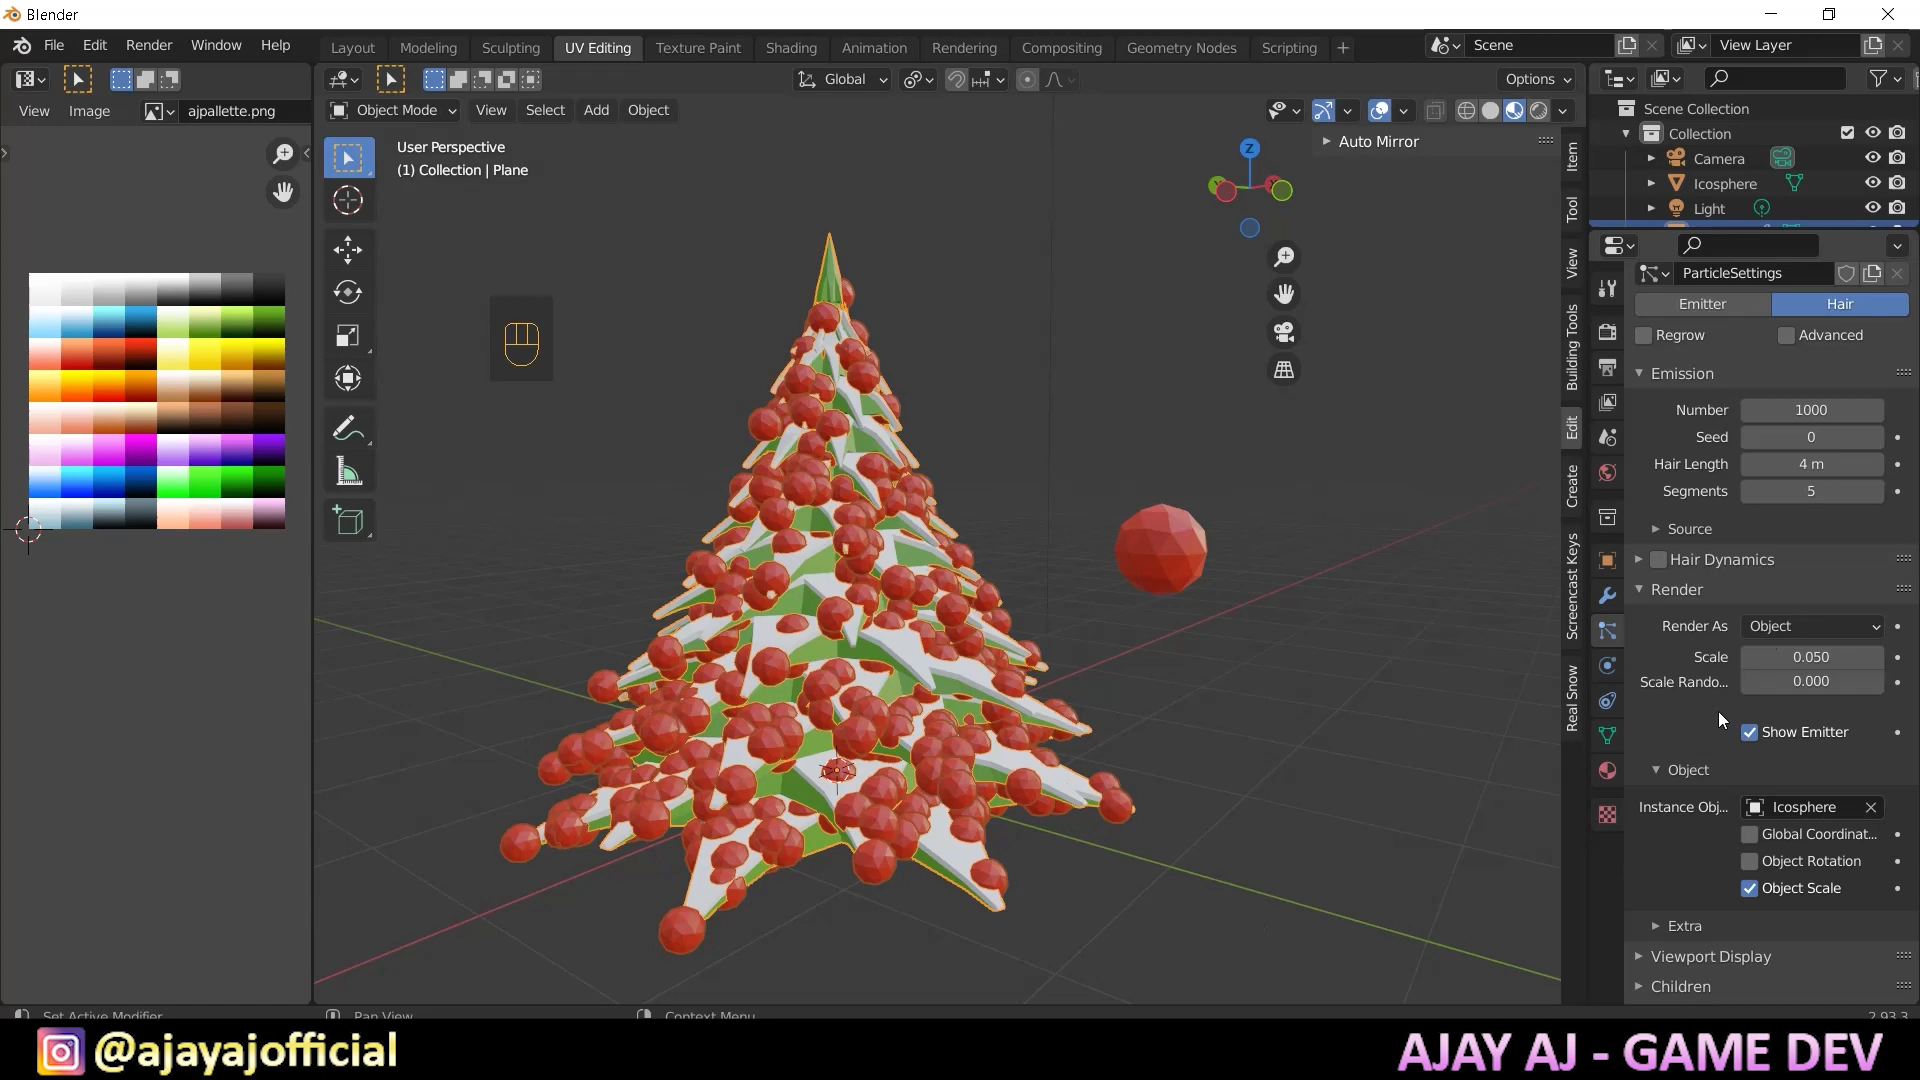 Blender
File Edit Render Window Help
Layout Modeling Sculpting UV Editing Texture Paint Shading Animation Rendering Compositing Geometry Nodes Scripting
Scene
View Layer
Global
Options
View Image ajpallette.png
Object Mode View Select Add Object
User Perspective
(1) Collection | Plane
Z
Auto Mirror
Item
Tool
View
Building Tools
Edit
Create
Screencast Keys
Real Snow
Scene Collection
Collection
Camera
Icosphere
Light
ParticleSettings
Emitter Hair
Regrow Advanced
Emission
Number 1000
Seed 0
Hair Length 4 m
Segments 5
Source
Hair Dynamics
Render
Render As Object
Scale 0.050
Scale Rando... 0.000
Show Emitter
Object
Instance Obj... Icosphere
Global Coordinat...
Object Rotation
Object Scale
Extra
Viewport Display
Children
Set Active Modifier Pan View Context Menu 2.93.3
@ajayajofficial
AJAY AJ - GAME DEV